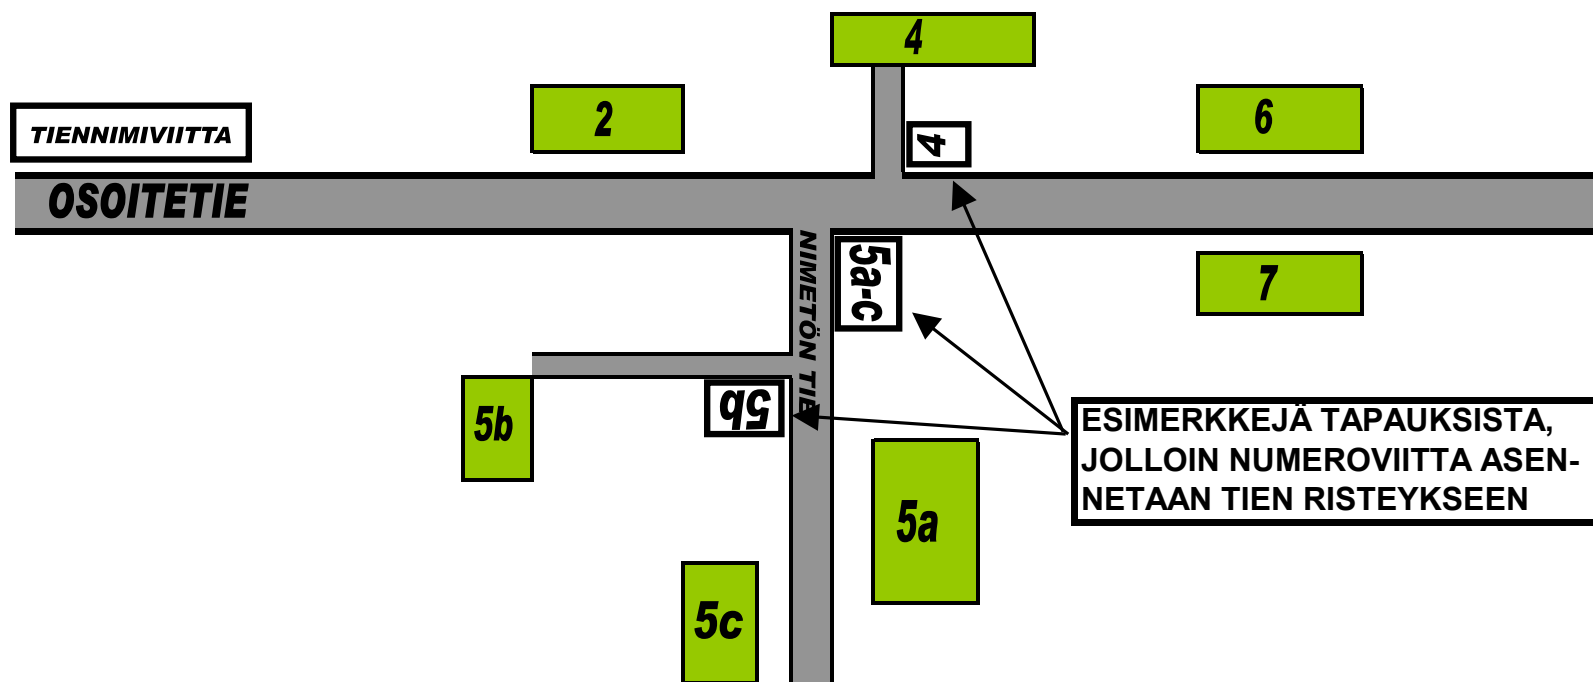 4
2
6
TIENNIMIVIITTA
4
OSOITETIE
NIMETÖN TIE
5a-c
7
5b
5b
ESIMERKKEJÄ TAPAUKSISTA,
JOLLOIN NUMEROVIITTA ASEN-
NETAAN TIEN RISTEYKSEEN
5a
5c